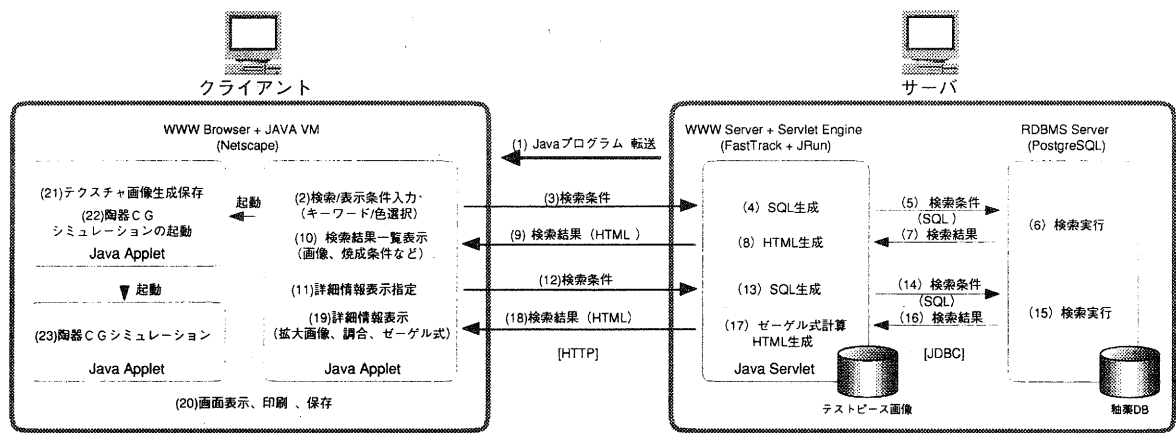 クライアント
サーバ
WWW Browser + JAVA VM
(Netscape)
(21)テクスチャ画像生成保存
(22)陶器CG
シミュレーションの起動
Java Applet
起動
起動
(23)陶器CGシミュレーション
Java Applet
(2)検索/表示条件入力
(キーワード/色選択)
(10) 検索結果一覧表示
(画像、焼成条件など)
(11)詳細情報表示指定
(19)詳細情報表示
(拡大画像、調合、ゼーゲル式)
Java Applet
(20)画面表示、印刷 、保存
(1) Javaプログラム 転送
(3)検索条件
(9) 検索結果(HTML )
(12)検索条件
(18)検索結果(HTML)
[HTTP]
WWW Server + Servlet Engine
(FastTrack + JRun)
(4) SQL生成
(8) HTML生成
(13) SQL生成
(17) ゼーゲル式計算
HTML生成
Java Servlet
テストピース画像
(5) 検索条件
(SQL )
(7) 検索結果
(14) 検索条件
(SQL)
(16) 検索結果
[JDBC]
RDBMS Server
(PostgreSQL)
(6) 検索実行
(15) 検索実行
釉薬DB